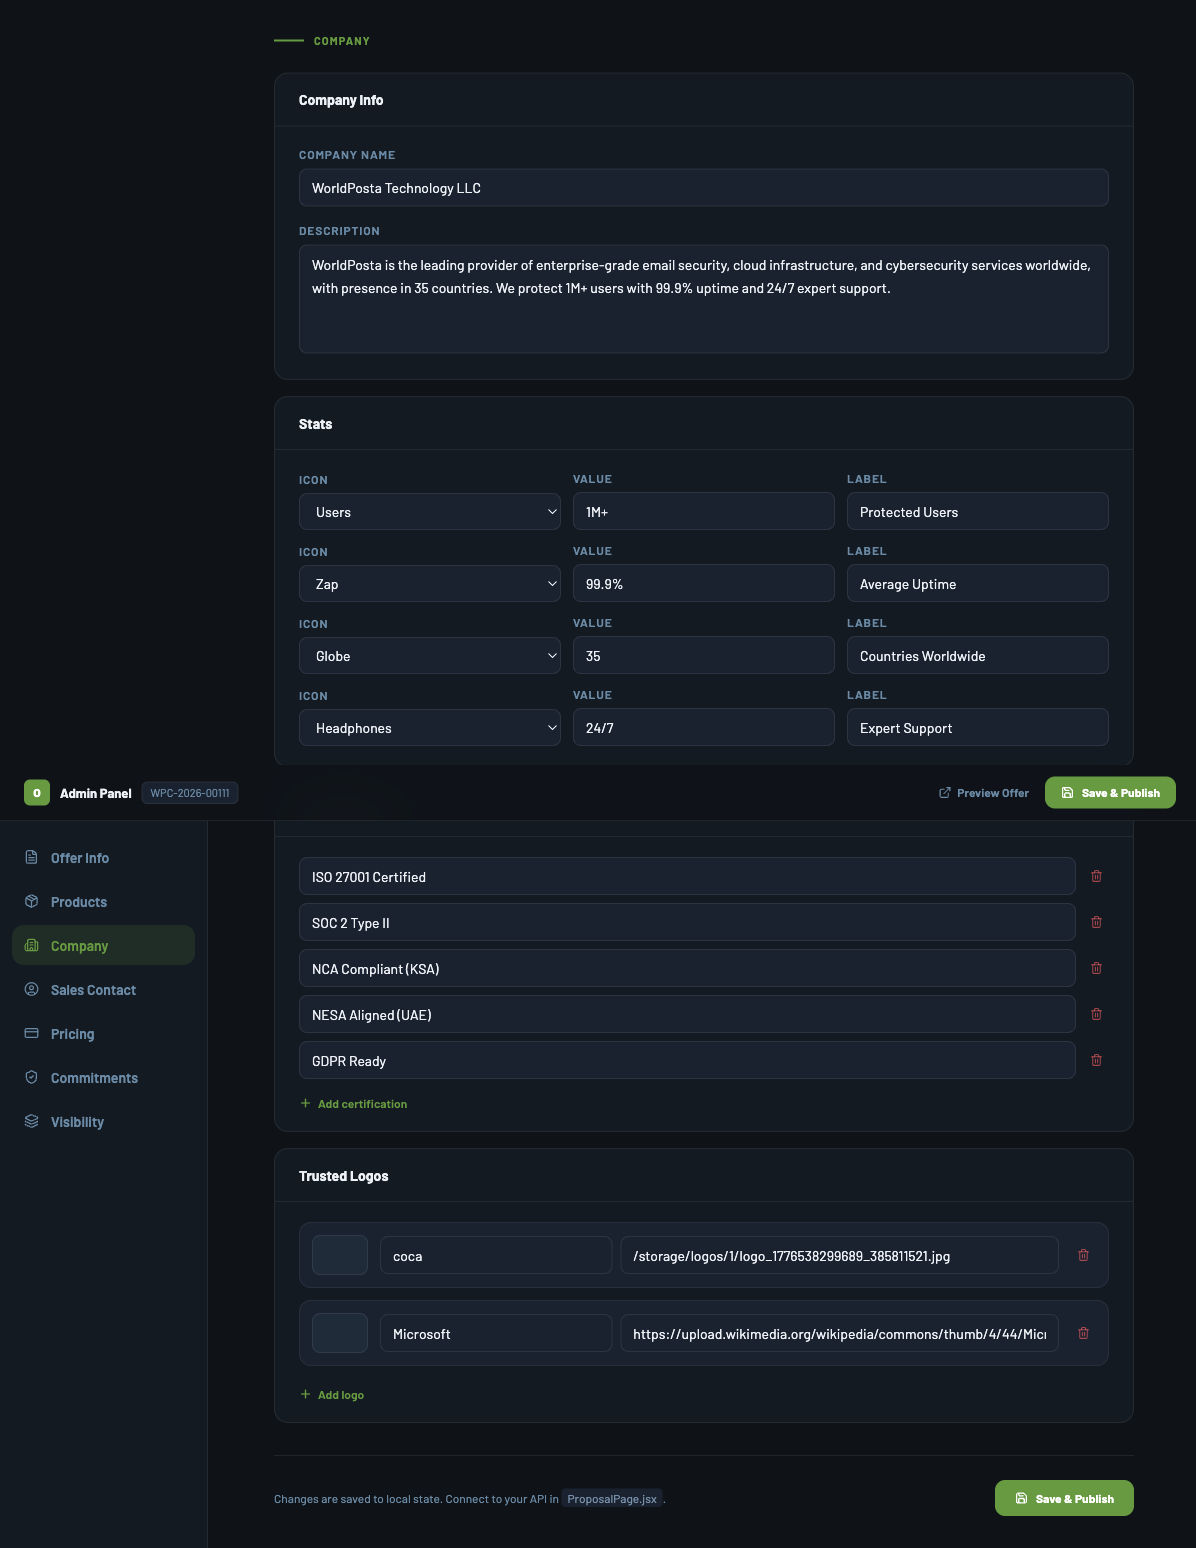 COMPANY
Company Info
COMPANY NAME
WorldPosta Technology LLC
DESCRIPTION
WorldPosta is the leading provider of enterprise-grade email security, cloud infrastructure, and cybersecurity services worldwide,
with presence in 35 countries. We protect 1M+ users with 99.9% uptime and 24/7 expert support.
Stats
ICON VALUE LABEL
Users 1M+ Protected Users
ICON VALUE LABEL
Zap 99.9% Average Uptime
ICON VALUE LABEL
Globe 35 Countries Worldwide
ICON VALUE LABEL
Headphones 24/7 Expert Support
O Admin Panel WPC-2026-00111 Preview Offer Save & Publish
Offer Info
Products
Company
Sales Contact
Pricing
Commitments
Visibility
ISO 27001 Certified
SOC 2 Type II
NCA Compliant (KSA)
NESA Aligned (UAE)
GDPR Ready
+ Add certification
Trusted Logos
coca /storage/logos/1/logo_1776538299689_385811521.jpg
Microsoft https://upload.wikimedia.org/wikipedia/commons/thumb/4/44/Micr
+ Add logo
Changes are saved to local state. Connect to your API in ProposalPage.jsx .
Save & Publish